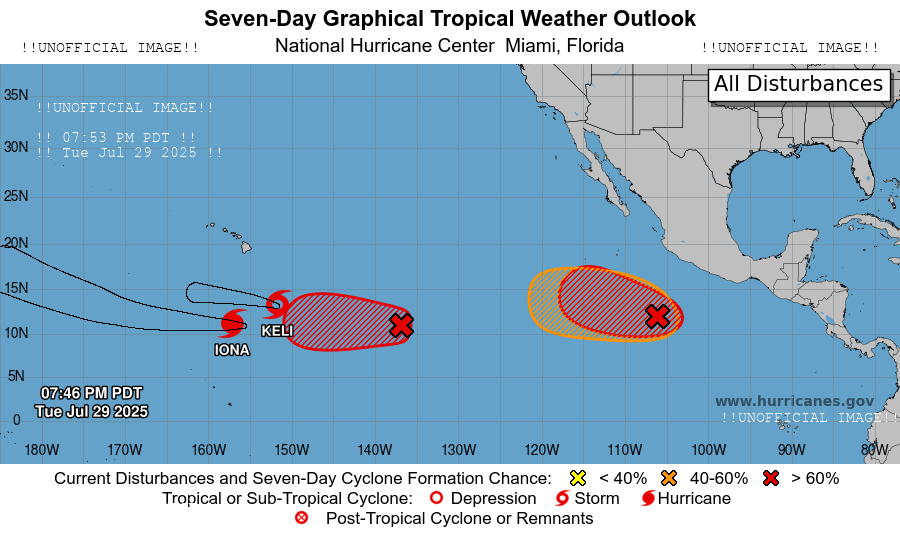 Seven-Day Graphical Tropical Weather Outlook
!!UNOFFICIAL IMAGE!! National Hurricane Center Miami, Florida !!UNOFFICIAL IMAGE!!
All Disturbances
35N
!!UNOFFICIAL IMAGE!!
!! 07:53 PM PDT !!
30N
!! Tue Jul 29 2025 !!
25N
20N
15N
10N
KELI
IONA
5N
07:46 PM PDT
Tue Jul 29 2025
www.hurricanes.gov
!!UNOFFICIAL IMAGE!!
0
180W 170W 160W 150W 140W 130W 120W 110W 100W 90W 80W
Current Disturbances and Seven-Day Cyclone Formation Chance: < 40% 40-60% > 60%
Tropical or Sub-Tropical Cyclone: Depression Storm Hurricane
Post-Tropical Cyclone or Remnants